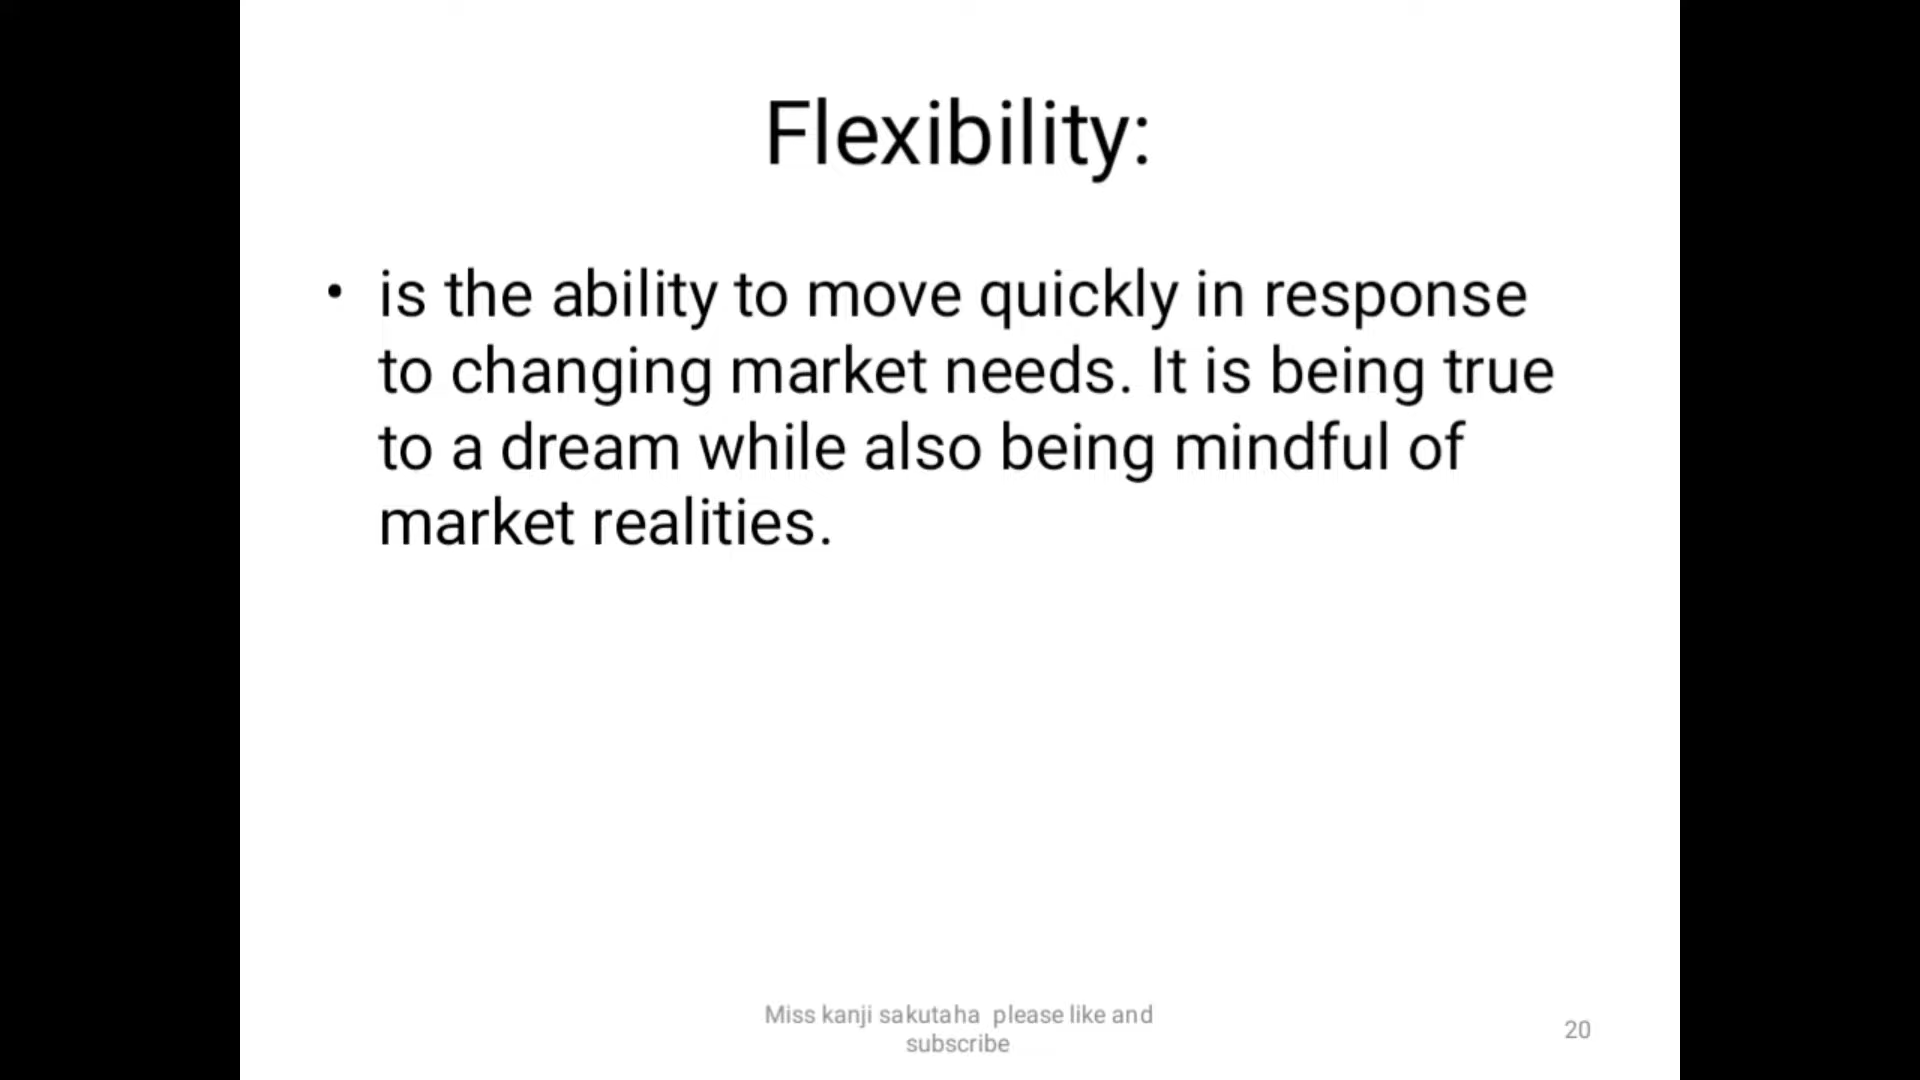 Flexibility:
• is the ability to move quickly in response
to changing market needs. It is being true
to a dream while also being mindful of
market realities.
Miss kanji sakutaha please like and
subscribe
20